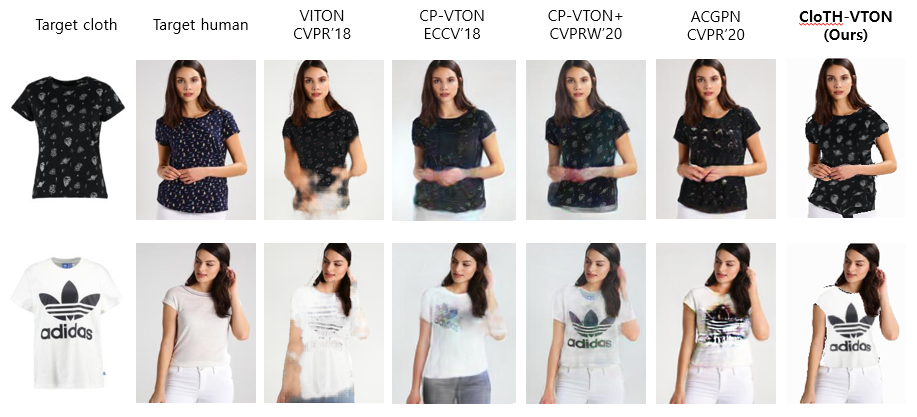 Target cloth
Target human
VITON
CVPR'18
CP-VTON
ECCV'18
CP-VTON+
CVPRW'20
ACGPN
CVPR'20
CloTH-VTON
(Ours)
adidas
adidas
adidas